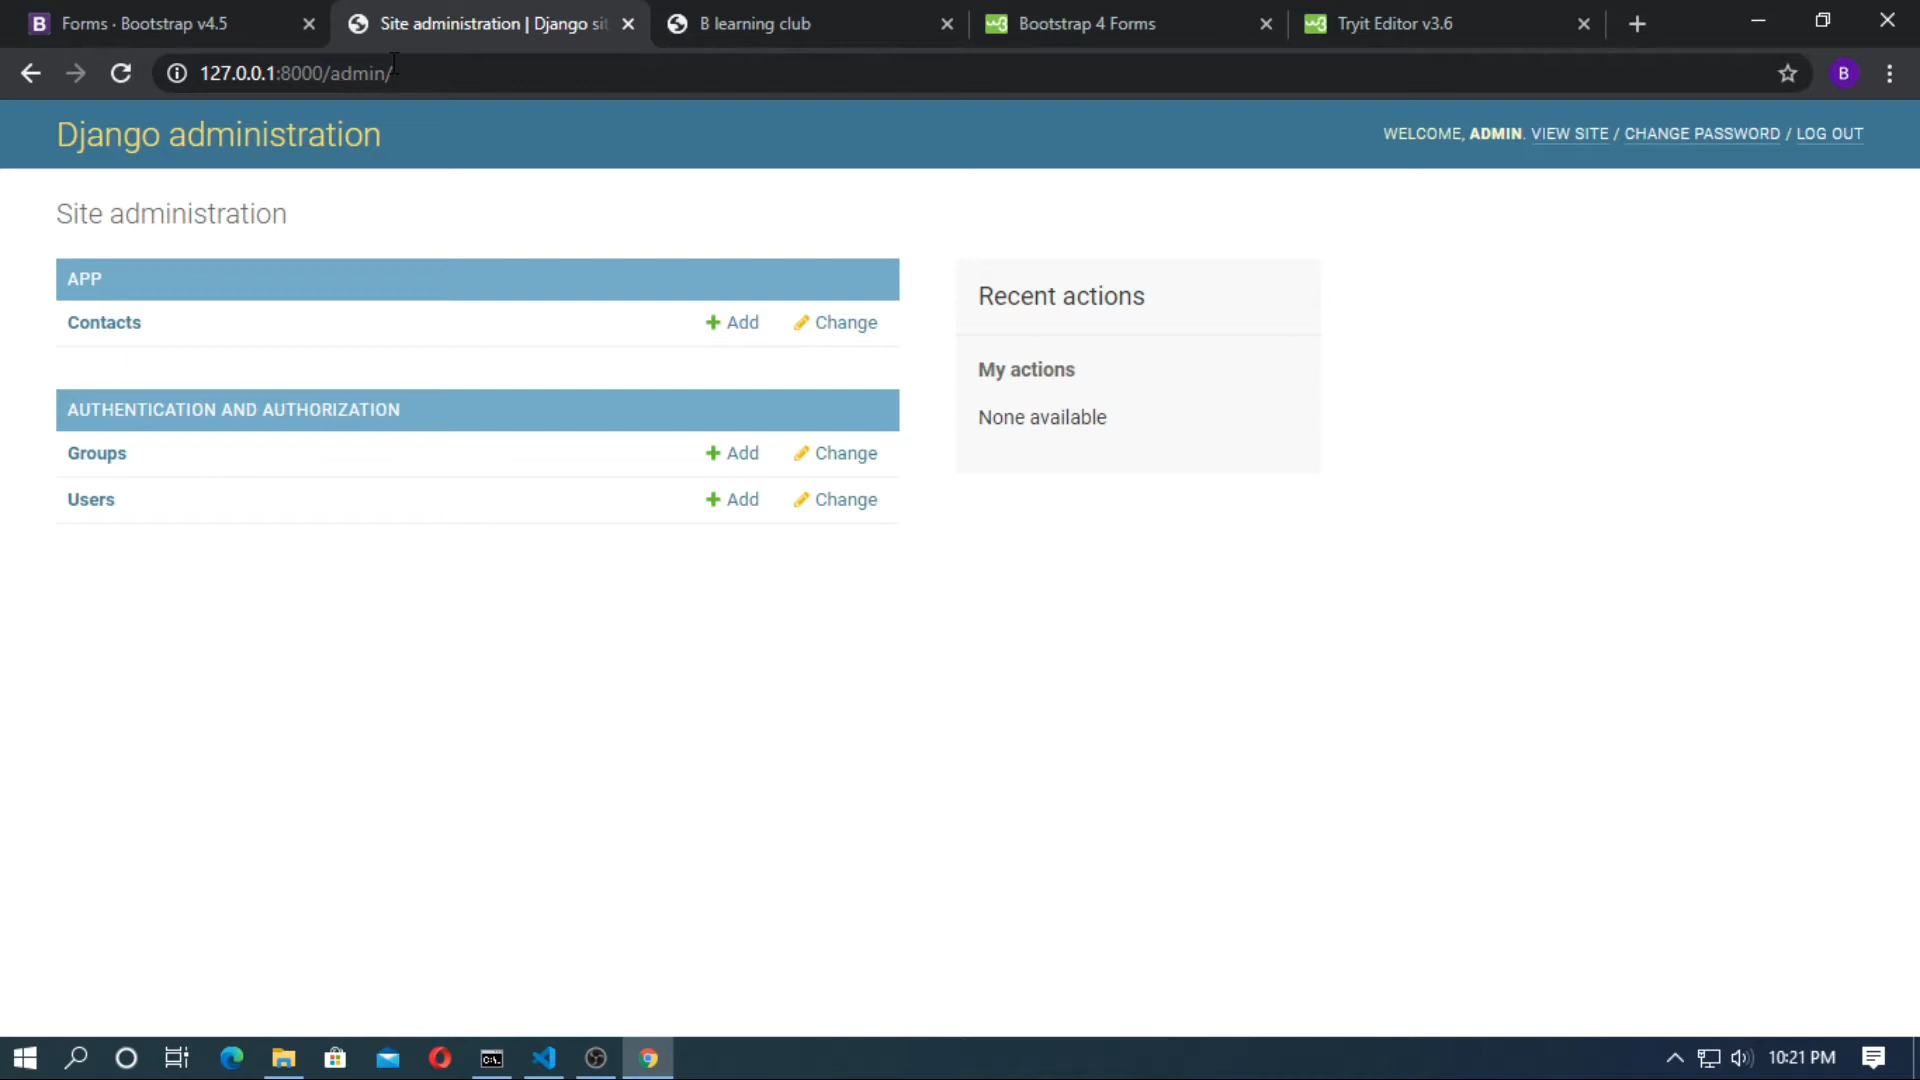 Forms · Bootstrap v4.5
Site administration | Django sit
B learning club
Bootstrap 4 Forms
Tryit Editor v3.6
127.0.0.1:8000/admin/
B
Django administration
WELCOME, ADMIN. VIEW SITE / CHANGE PASSWORD / LOG OUT
Site administration
APP
Contacts Add Change
AUTHENTICATION AND AUTHORIZATION
Groups Add Change
Users Add Change
Recent actions
My actions
None available
10:21 PM